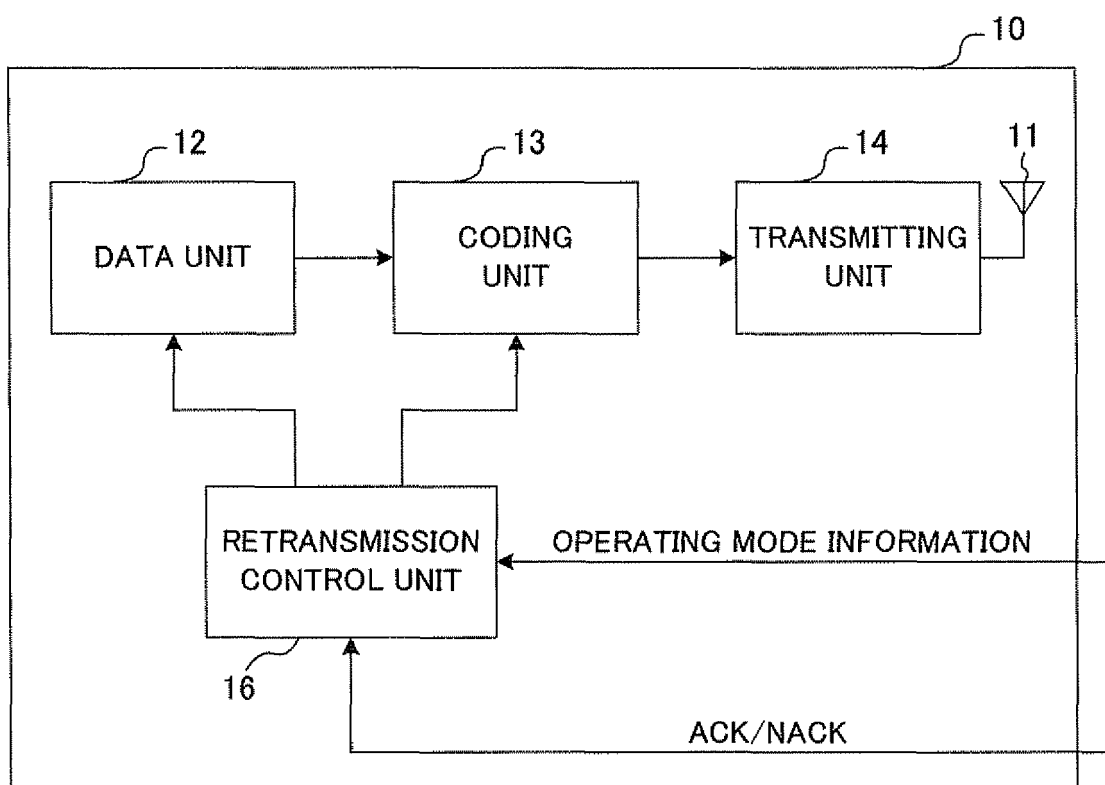 10
12
13
14
11
DATA UNIT
CODING
UNIT
TRANSMITTING
UNIT
RETRANSMISSION
CONTROL UNIT
OPERATING MODE INFORMATION
16
ACK/NACK